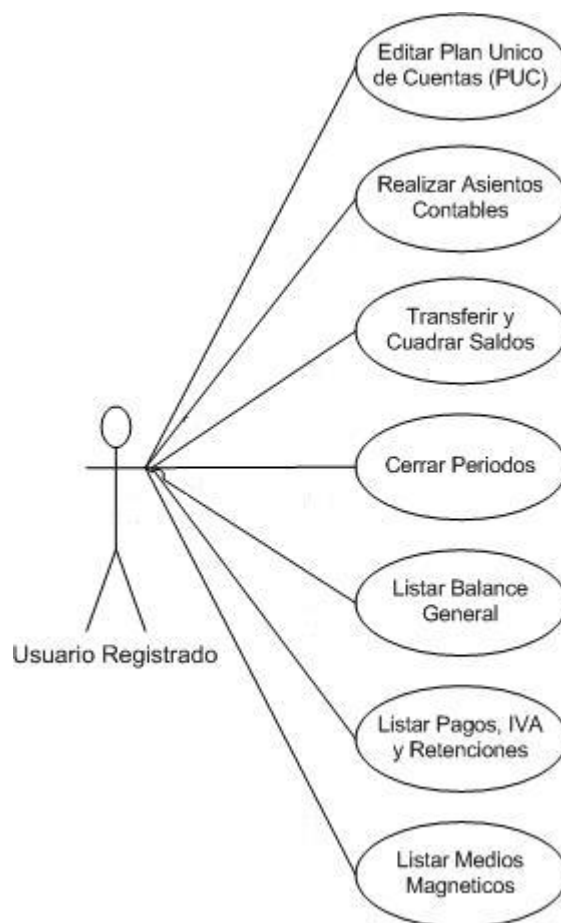 Editar Plan Unico
de Cuentas (PUC)
Realizar Asientos
Contables
Transferir y
Cuadrar Saldos
Cerrar Periodos
Listar Balance
General
Usuario Registrado
Listar Pagos, IVA
y Retenciones
Listar Medios
Magneticos